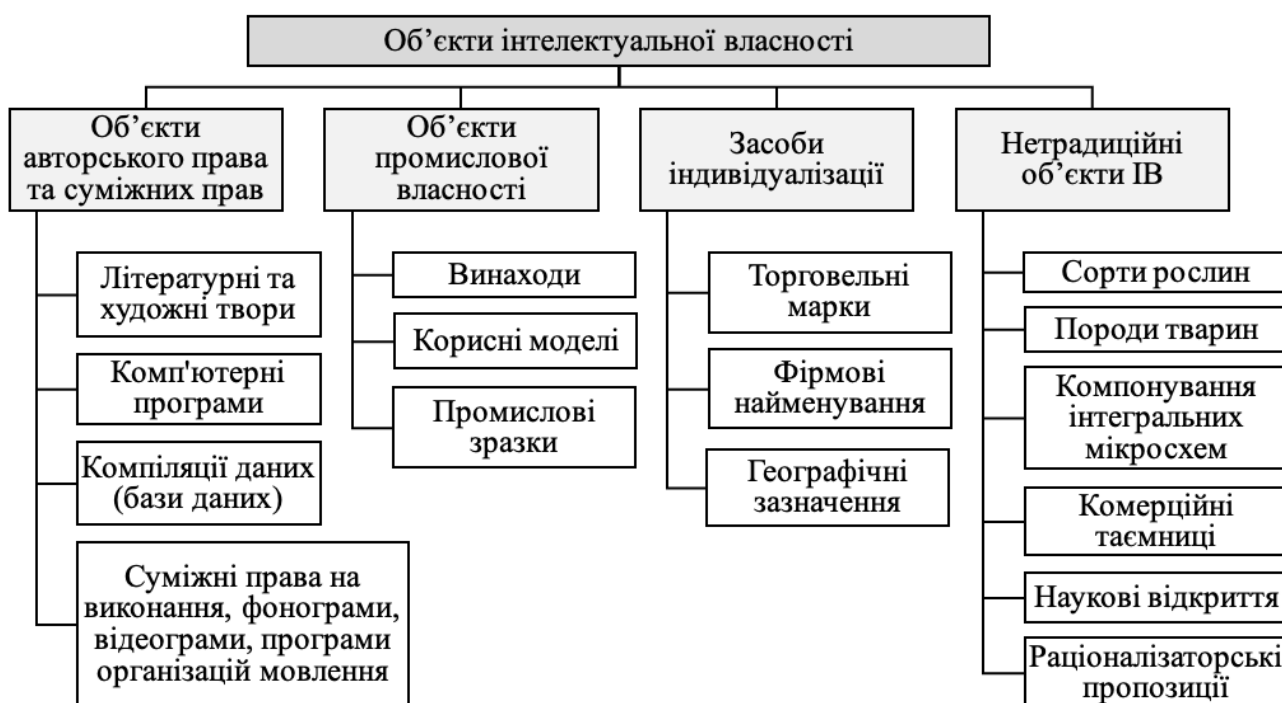 Об’єкти інтелектуальної власності
Об’єкти
авторського права
та суміжних прав
Літературні та
художні твори
Комп'ютерні
програми
Компіляції даних
(бази даних)
Суміжні права на
виконання, фонограми,
відеограми, програми
організацій мовлення
Об’єкти
промислової
власності
Винаходи
Корисні моделі
Промислові
зразки
Засоби
індивідуалізації
Торговельні
марки
Фірмові
найменування
Географічні
зазначення
Нетрадиційні
об’єкти ІВ
Сорти рослин
Породи тварин
Компонування
інтегральних
мікросхем
Комерційні
таємниці
Наукові відкриття
Раціоналізаторські
пропозиції